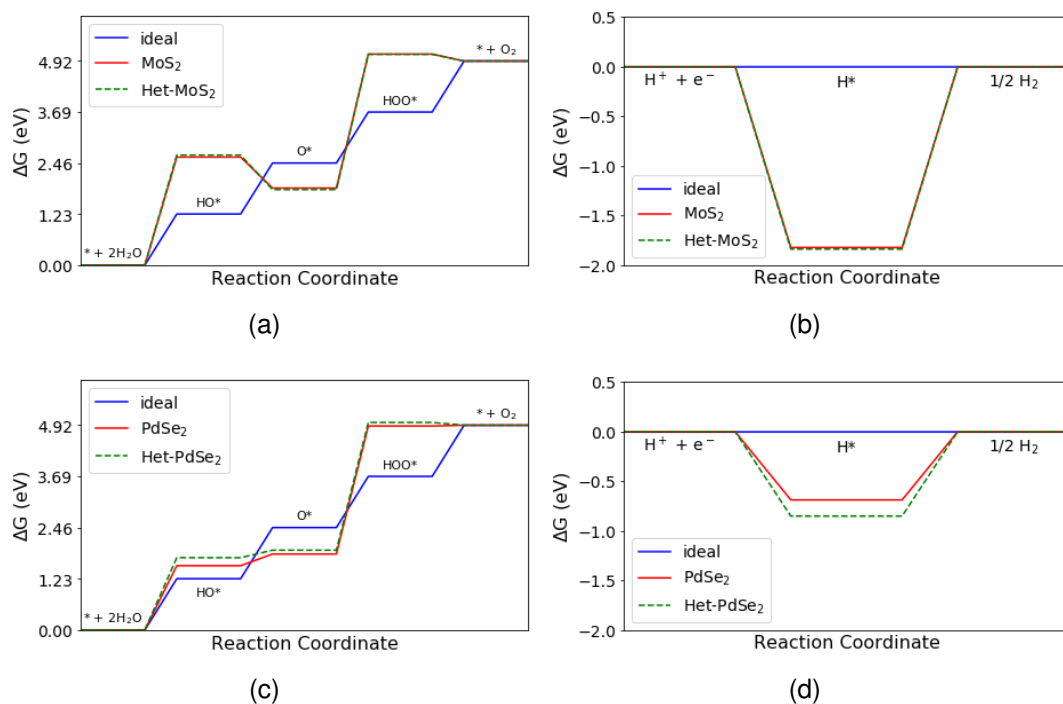 4.92
3.69
2.46
1.23
0.00
ΔG (eV)
ideal
MoS₂
Het-MoS₂
* + 2H₂O
HO*
O*
HOO*
* + O₂
Reaction Coordinate
(a)
0.5
0.0
−0.5
−1.0
−1.5
−2.0
ΔG (eV)
H⁺ + e⁻
H*
1/2 H₂
ideal
MoS₂
Het-MoS₂
Reaction Coordinate
(b)
4.92
3.69
2.46
1.23
0.00
ΔG (eV)
ideal
PdSe₂
Het-PdSe₂
* + 2H₂O
HO*
O*
HOO*
* + O₂
Reaction Coordinate
(c)
0.5
0.0
−0.5
−1.0
−1.5
−2.0
ΔG (eV)
H⁺ + e⁻
H*
1/2 H₂
ideal
PdSe₂
Het-PdSe₂
Reaction Coordinate
(d)